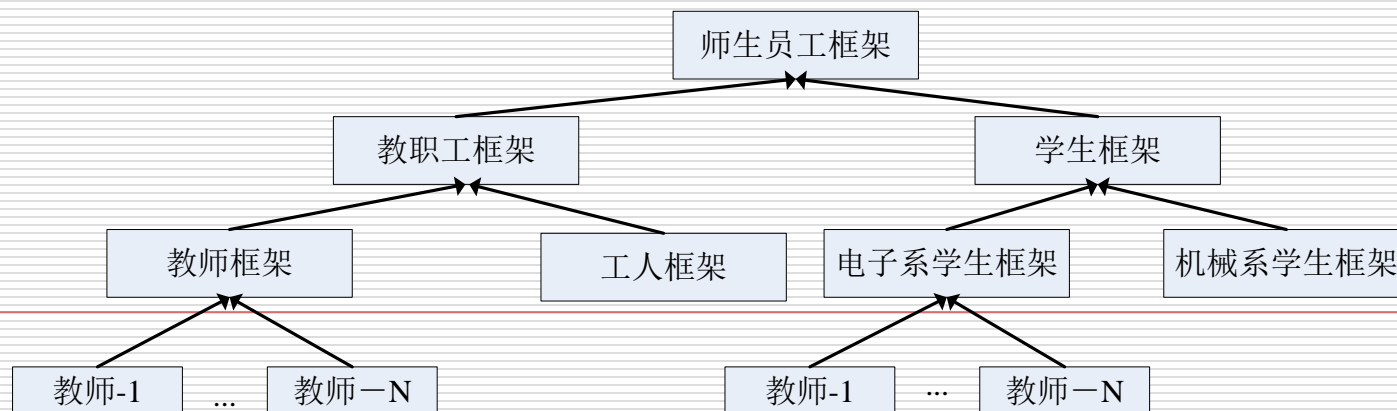 师生员工框架
教职工框架
学生框架
教师框架
工人框架
电子系学生框架
机械系学生框架
教师-1
...
教师－N
教师-1
...
教师－N